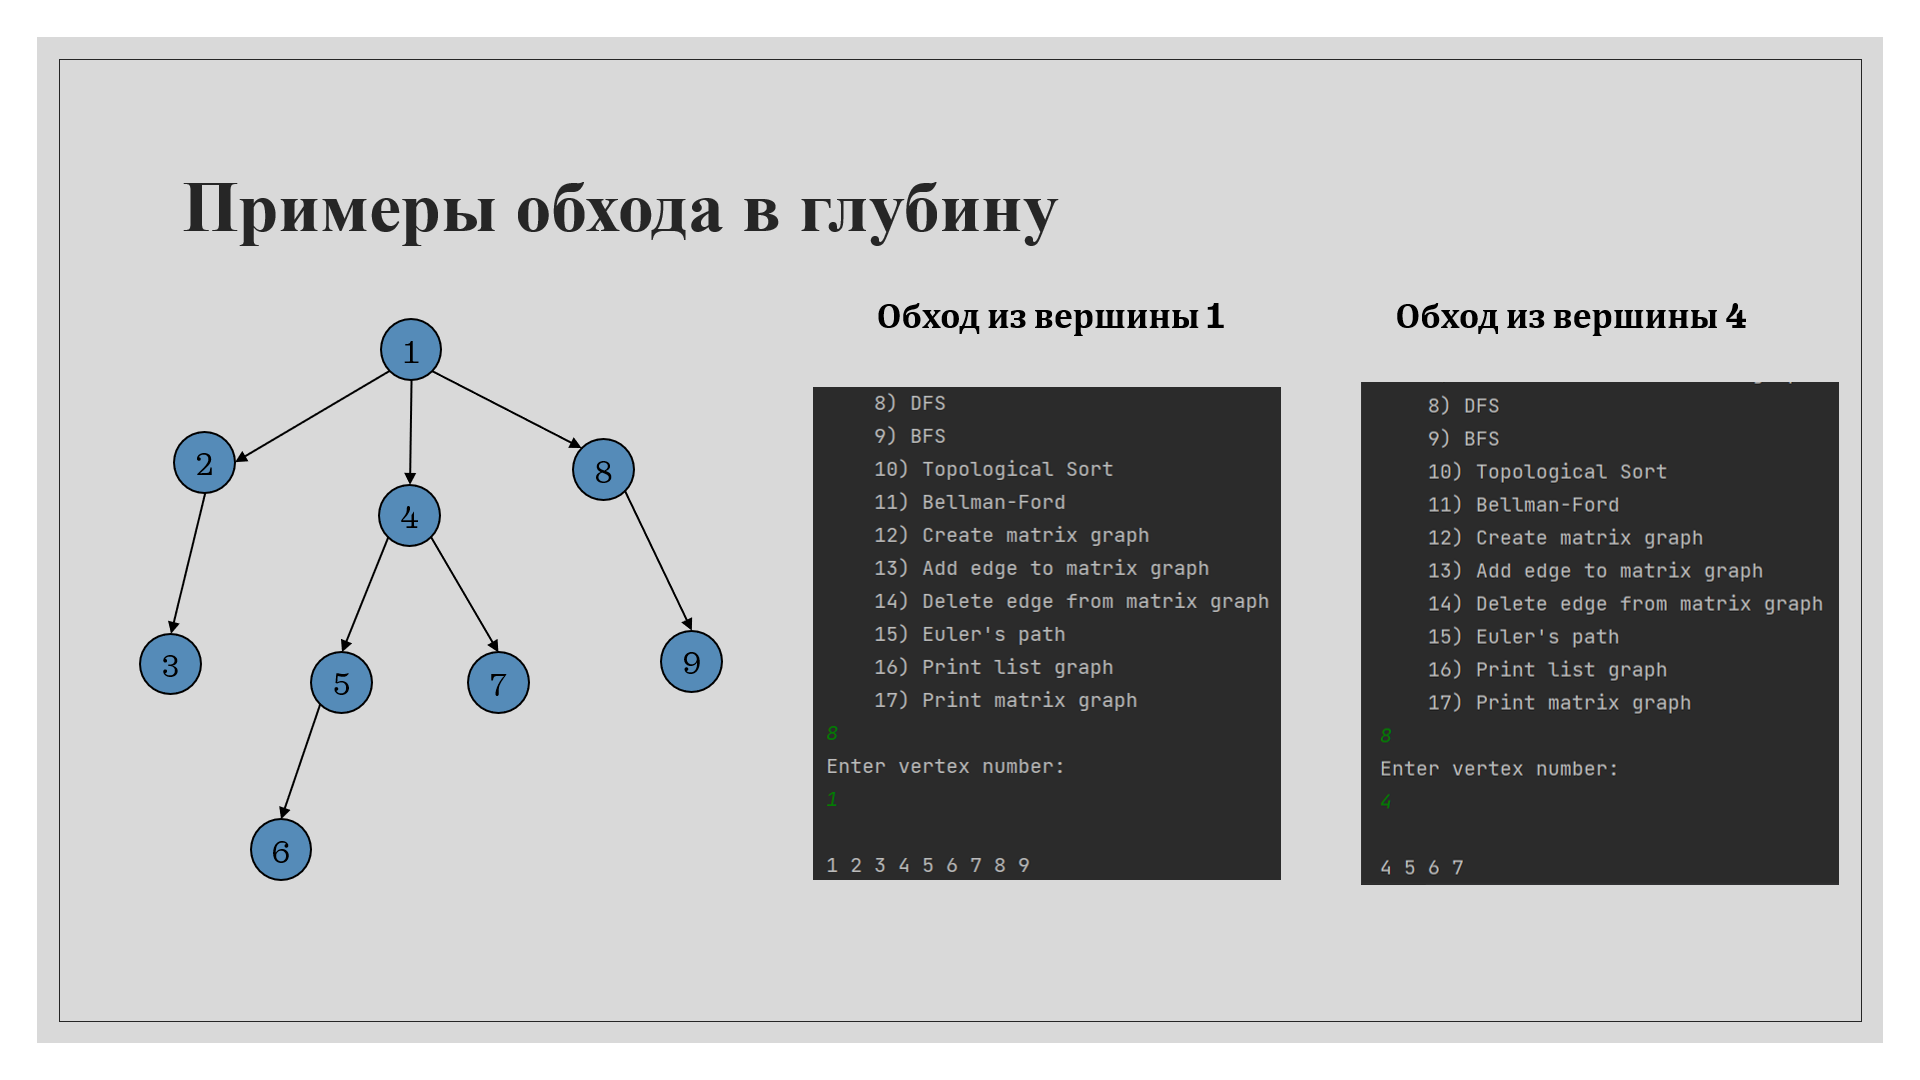 Примеры обхода в глубину
1
2
8
4
3
5
7
9
6
Обход из вершины 1
8) DFS
9) BFS
10) Topological Sort
11) Bellman-Ford
12) Create matrix graph
13) Add edge to matrix graph
14) Delete edge from matrix graph
15) Euler's path
16) Print list graph
17) Print matrix graph
8
Enter vertex number:
1
1 2 3 4 5 6 7 8 9
Обход из вершины 4
8) DFS
9) BFS
10) Topological Sort
11) Bellman-Ford
12) Create matrix graph
13) Add edge to matrix graph
14) Delete edge from matrix graph
15) Euler's path
16) Print list graph
17) Print matrix graph
8
Enter vertex number:
4
4 5 6 7